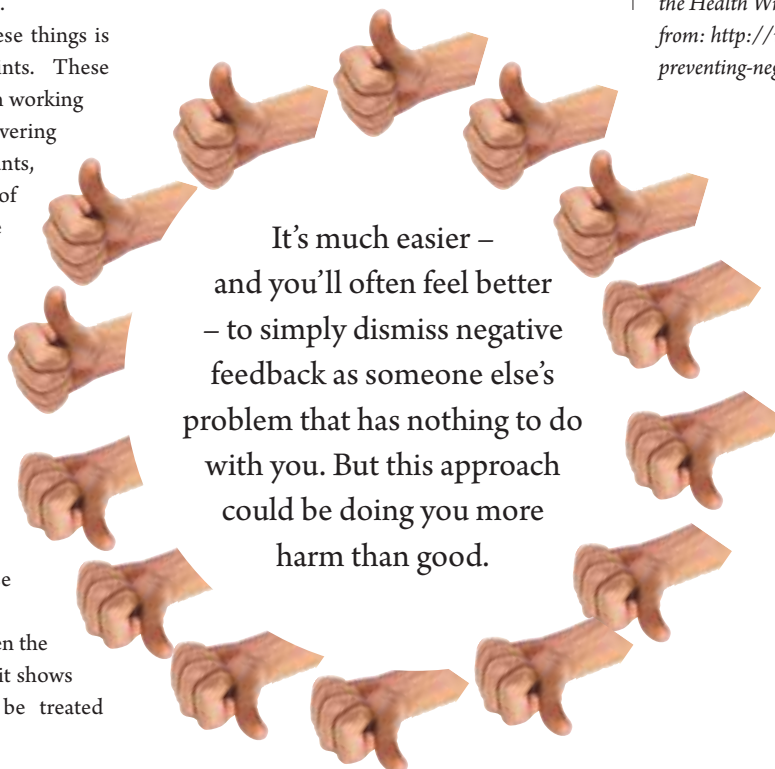 ese things is
ints. These
working
vering
nts,
of
It’s much easier –
and you’ll often feel better
– to simply dismiss negative
feedback as someone else’s
problem that has nothing to do
with you. But this approach
could be doing you more
harm than good.
e
en the
it shows
be treated
the Health
from: http://
preventing-neg